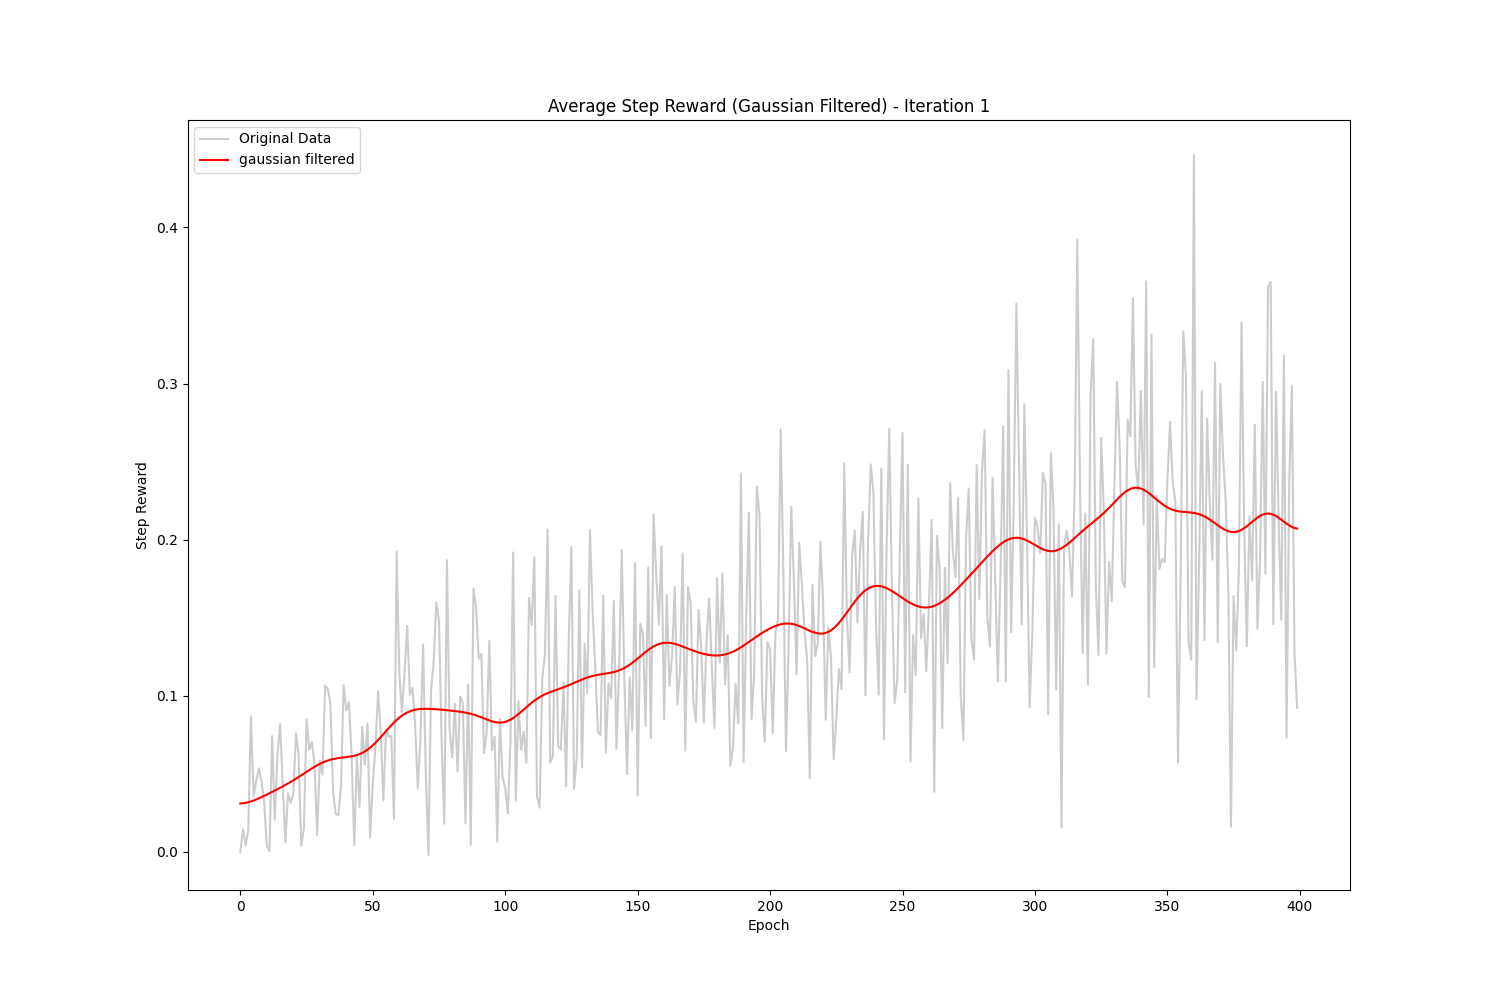 Average Step Reward (Gaussian Filtered) - Iteration 1
Original Data
gaussian filtered
0.4
0.3
0.2
0.1
0.0
Step Reward
0 50 100 150 200 250 300 350 400
Epoch